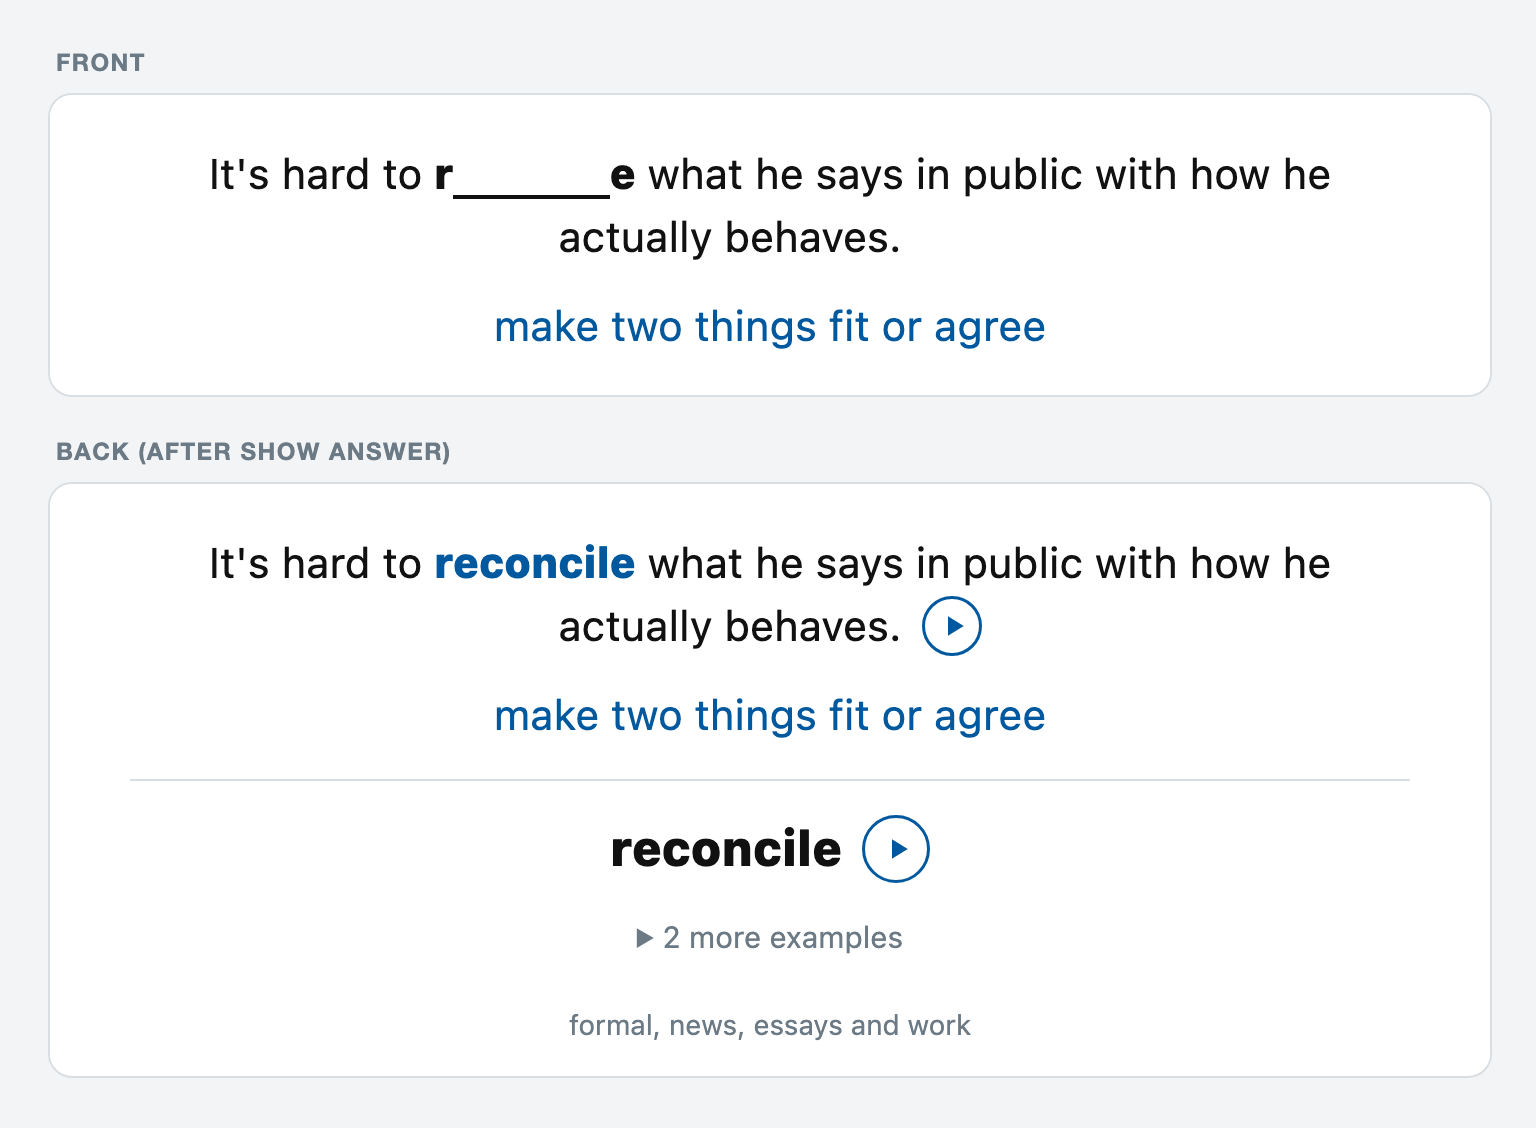 FRONT
It's hard to r_______e what he says in public with how he
actually behaves.
make two things fit or agree
BACK (AFTER SHOW ANSWER)
It's hard to reconcile what he says in public with how he
actually behaves.
make two things fit or agree
reconcile
2 more examples
formal, news, essays and work